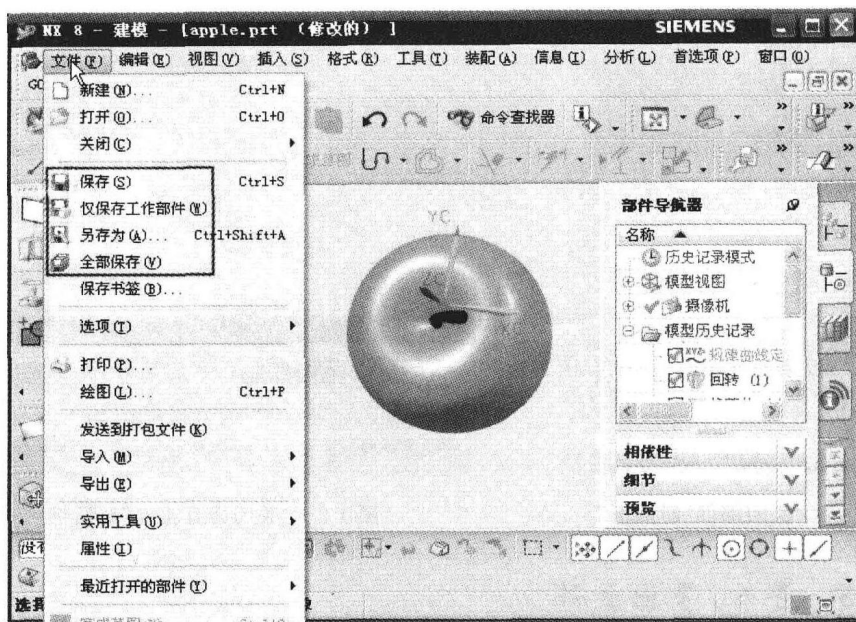 NX 8 - 建模 - [apple.prt （修改的） ]
SIEMENS
文件(F) 编辑(E) 视图(V) 插入(S) 格式(R) 工具(T) 装配(A) 信息(I) 分析(L) 首选项(P) 窗口(O)
新建(N)... Ctrl+N
打开(O)... Ctrl+O
命令查找器
关闭(C)
保存(S) Ctrl+S
仅保存工作部件(W)
另存为(A)... Ctrl+Shift+A
全部保存(V)
保存书签(B)...
选项(T)
打印(P)...
绘图(L)... Ctrl+P
发送到打包文件(K)
导入(M)
导出(E)
实用工具(U)
属性(I)
最近打开的部件(Y)
YC
部件导航器
名称
历史记录模式
模型视图
摄像机
模型历史记录
回转 (1)
相依性
细节
预览